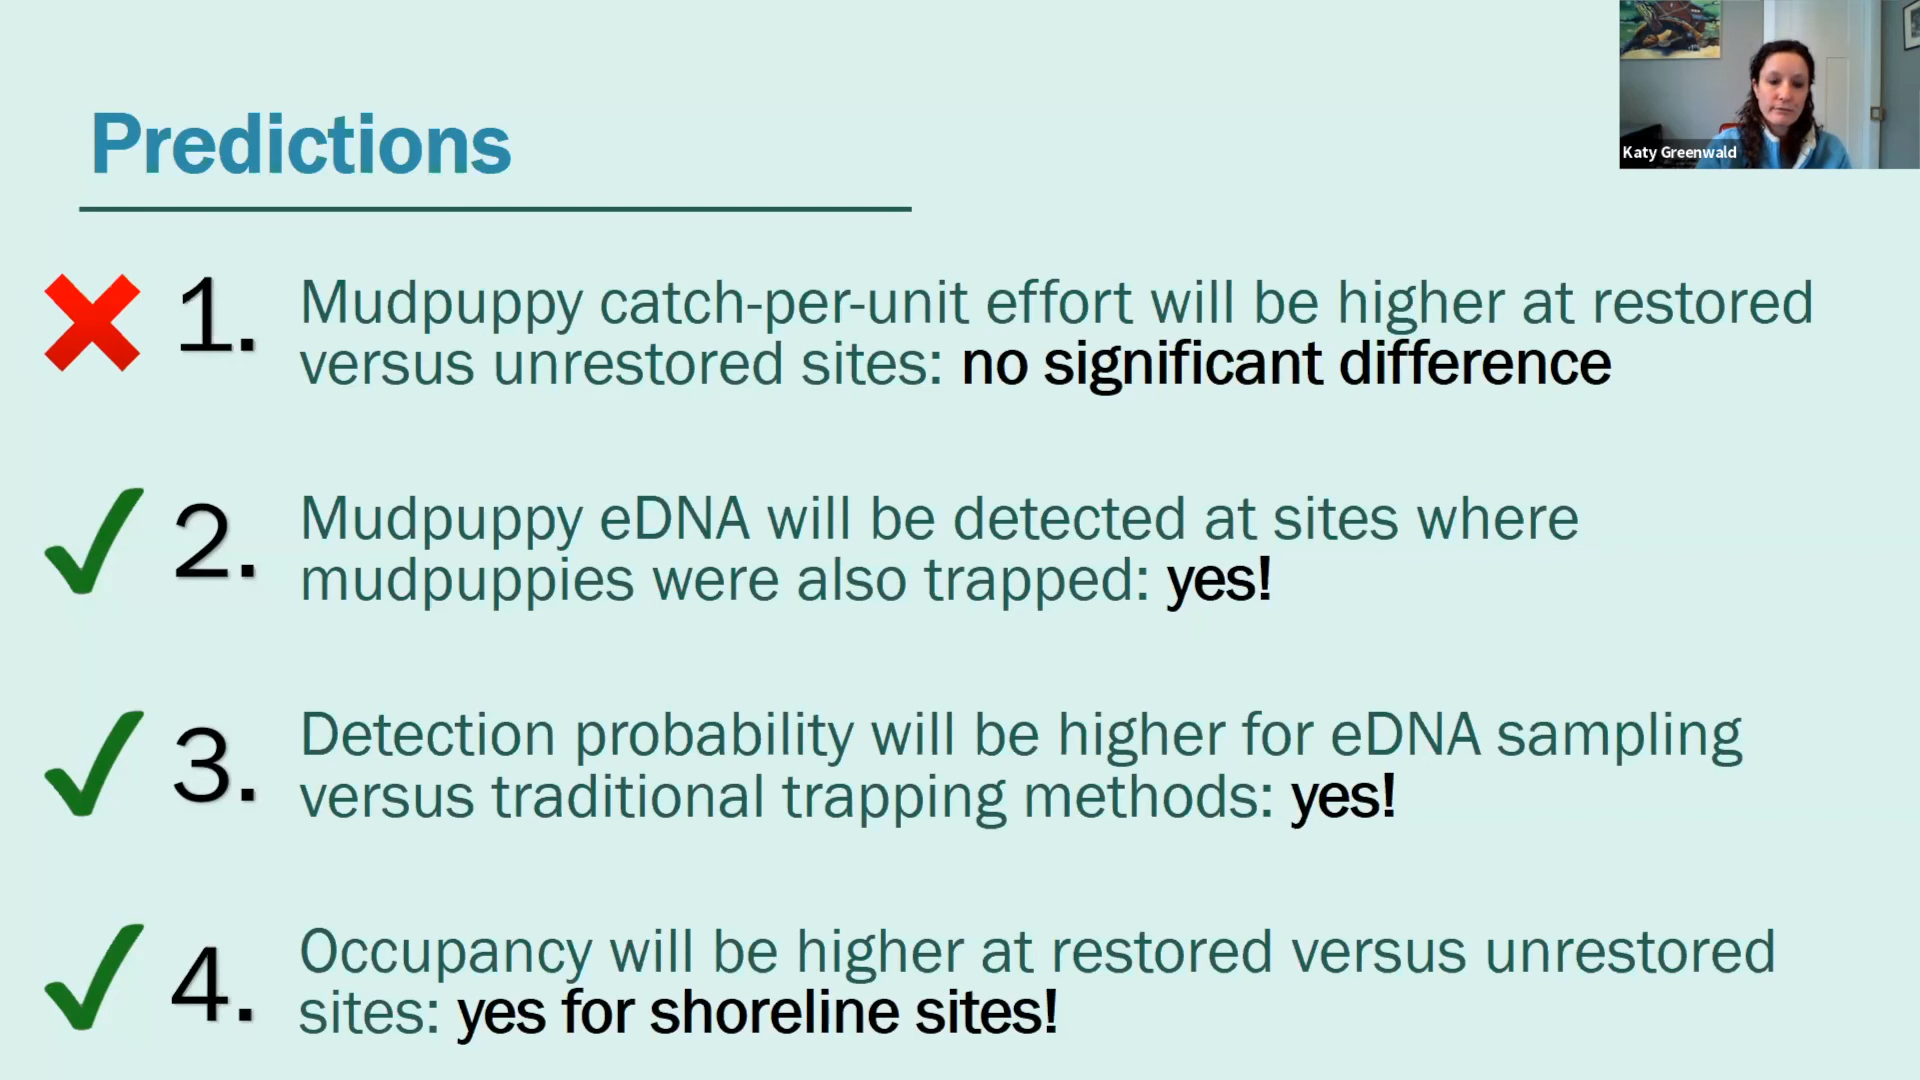 Predictions
Katy Greenwald
1. Mudpuppy catch-per-unit effort will be higher at restored
versus unrestored sites: no significant difference
2. Mudpuppy eDNA will be detected at sites where
mudpuppies were also trapped: yes!
3. Detection probability will be higher for eDNA sampling
versus traditional trapping methods: yes!
4. Occupancy will be higher at restored versus unrestored
sites: yes for shoreline sites!